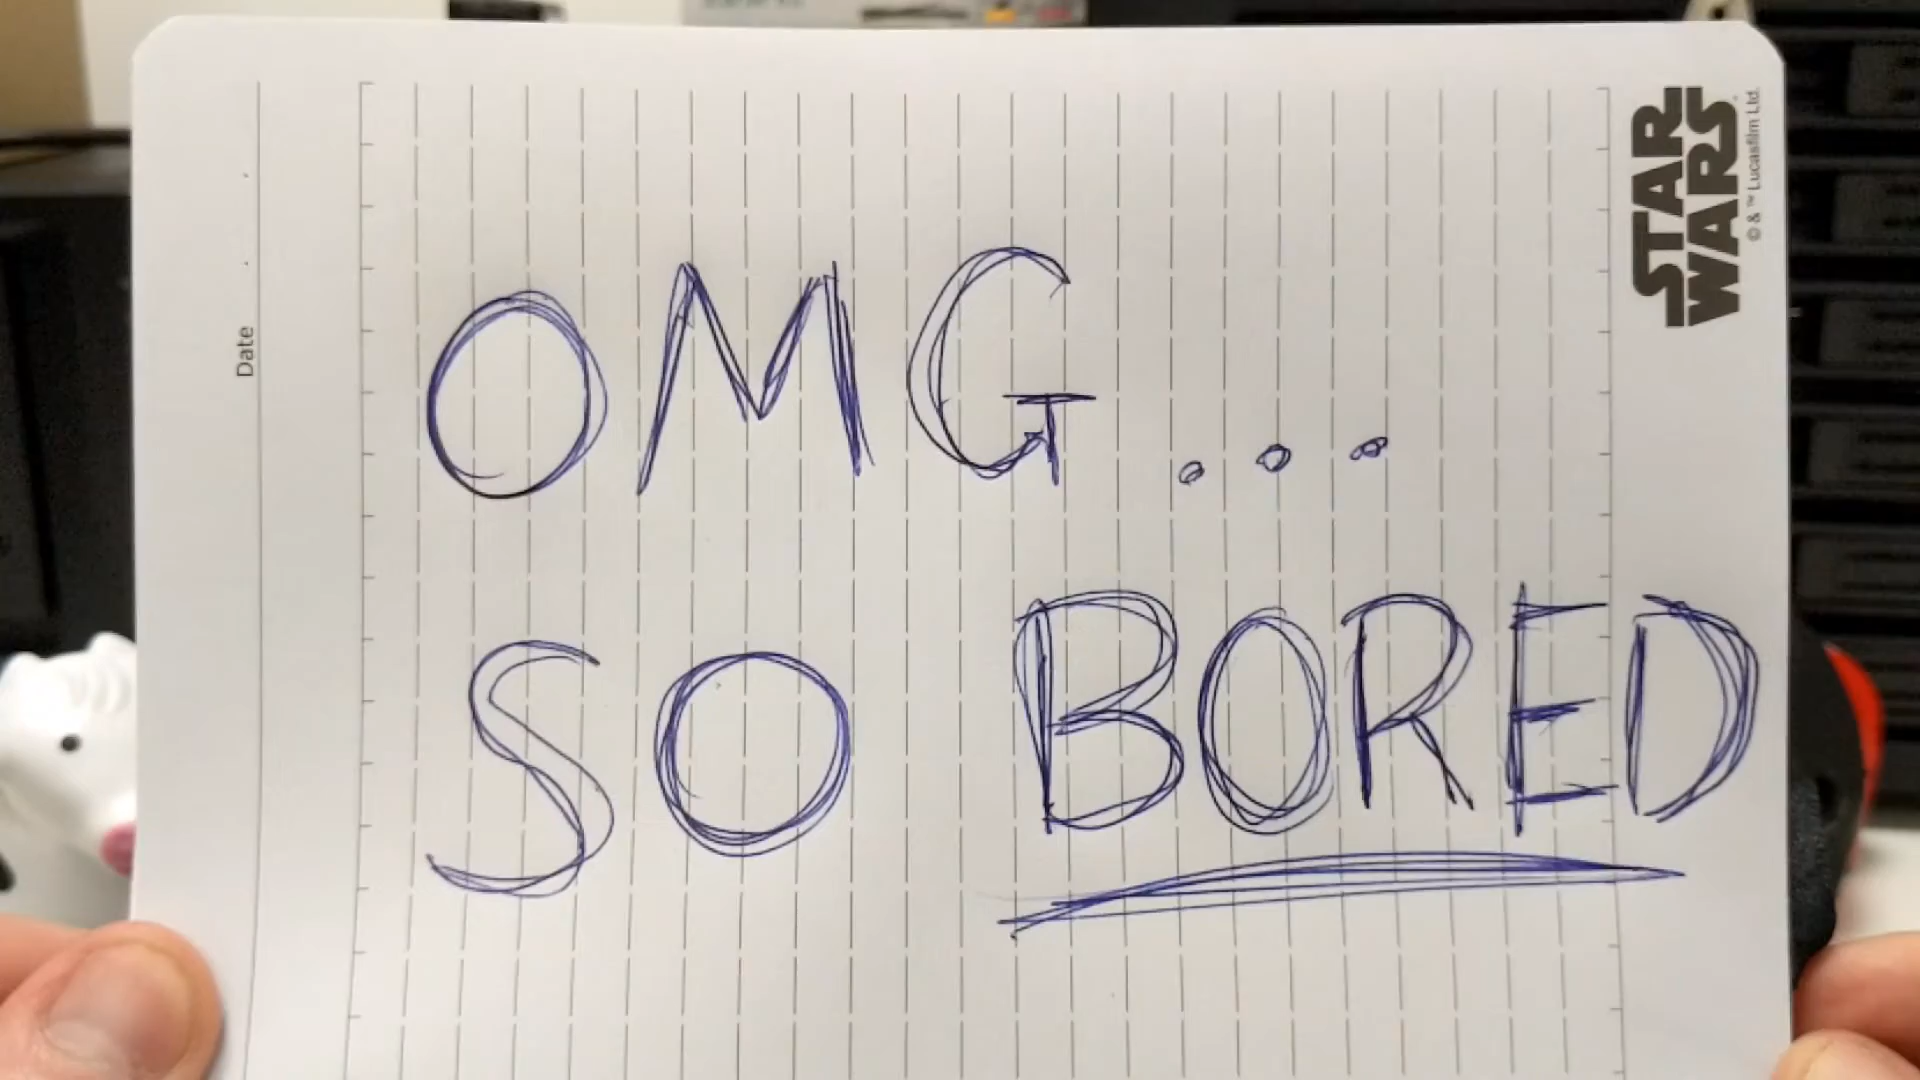 OMG...
SO BORED
STAR
WARS
© & ™ Lucasfilm Ltd.
Date